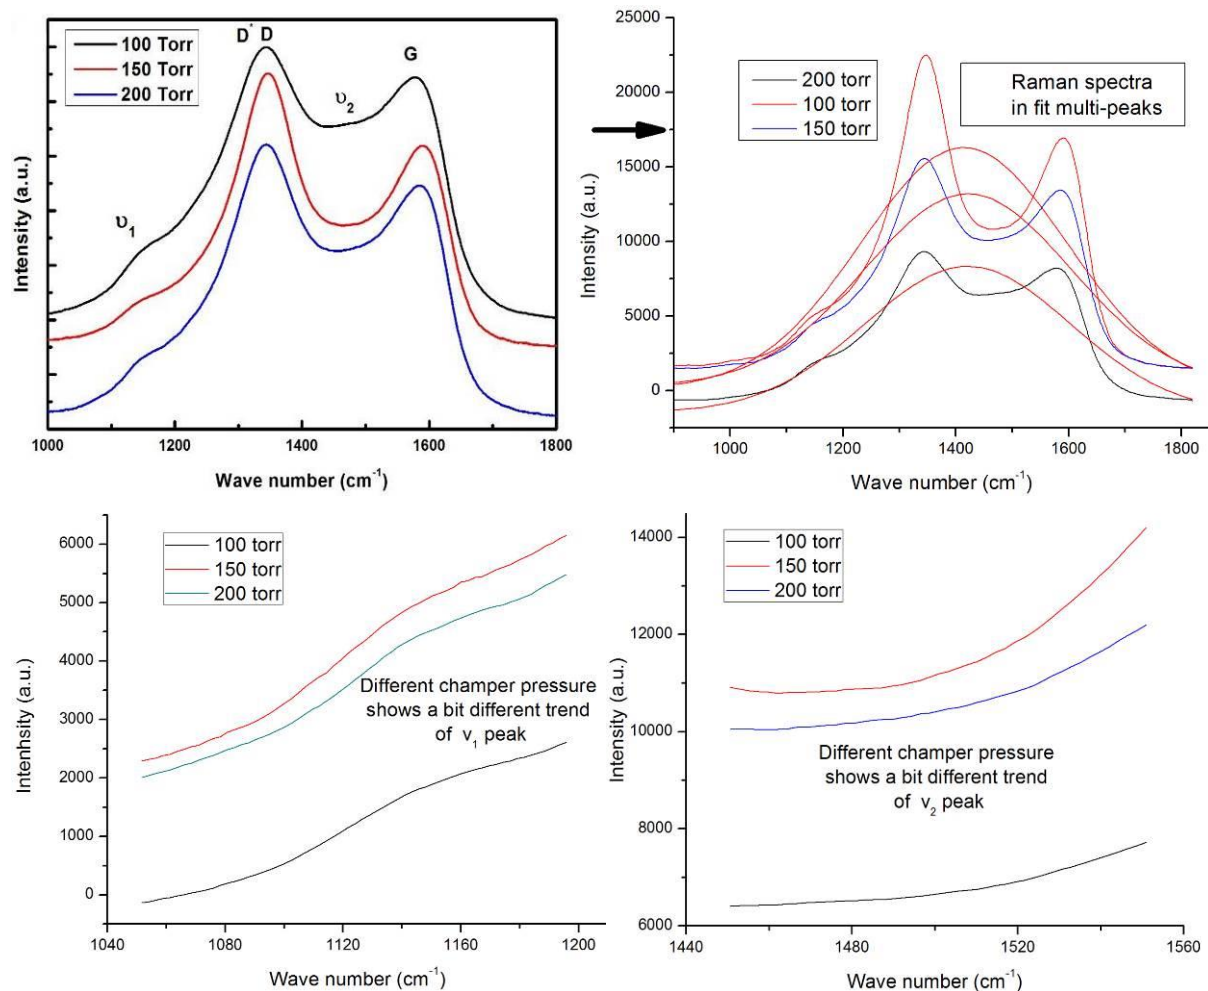 D* D
100 Torr
150 Torr
200 Torr
G
υ2
υ1
Intensity (a.u.)
1000 1200 1400 1600 1800
Wave number (cm-1)
25000
20000
15000
10000
5000
0
200 torr
100 torr
150 torr
Raman spectra
in fit multi-peaks
Intensity (a.u.)
1000 1200 1400 1600 1800
Wave number (cm-1)
6000
5000
4000
3000
2000
1000
0
100 torr
150 torr
200 torr
Different champer pressure
shows a bit different trend
of v1 peak
Intenhsity (a.u.)
1040 1080 1120 1160 1200
Wave number (cm-1)
14000
12000
10000
8000
6000
100 torr
150 torr
200 torr
Different champer pressure
shows a bit different trend
of v2 peak
Intensity (a.u.)
1440 1480 1520 1560
Wave number (cm-1)